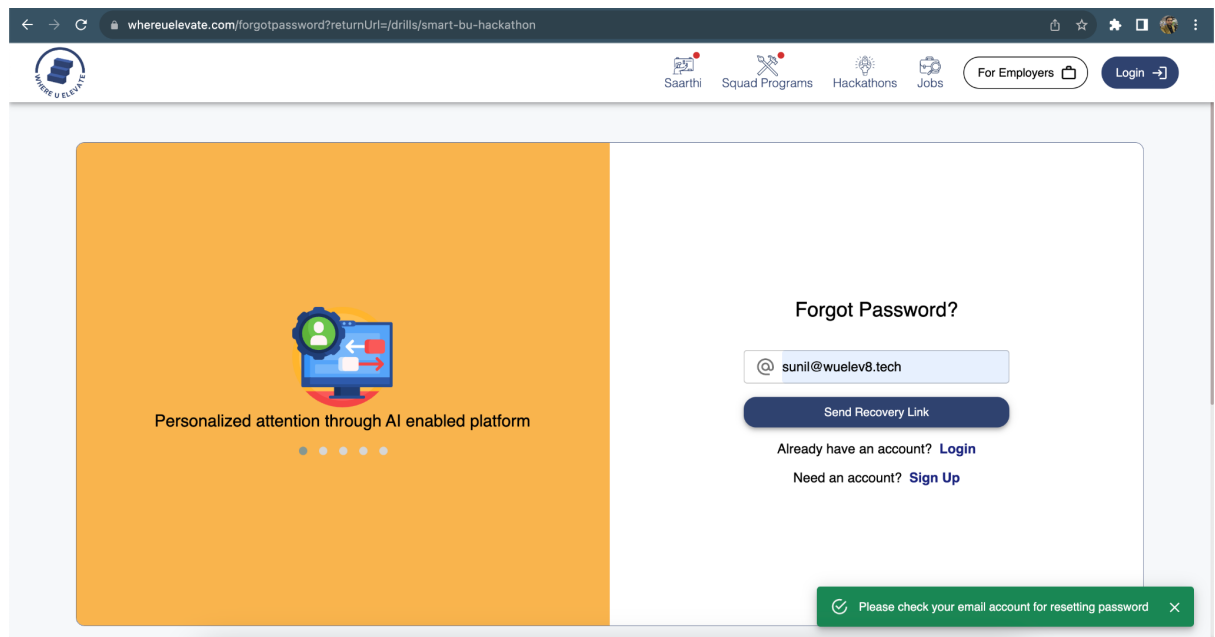 whereuelevate.com/forgotpassword?returnUrl=/drills/smart-bu-hackathon
WHERE U ELEVATE
Saarthi
Squad Programs
Hackathons
Jobs
For Employers
Login
Personalized attention through AI enabled platform
Forgot Password?
@ sunil@wuelev8.tech
Send Recovery Link
Already have an account? Login
Need an account? Sign Up
Please check your email account for resetting password